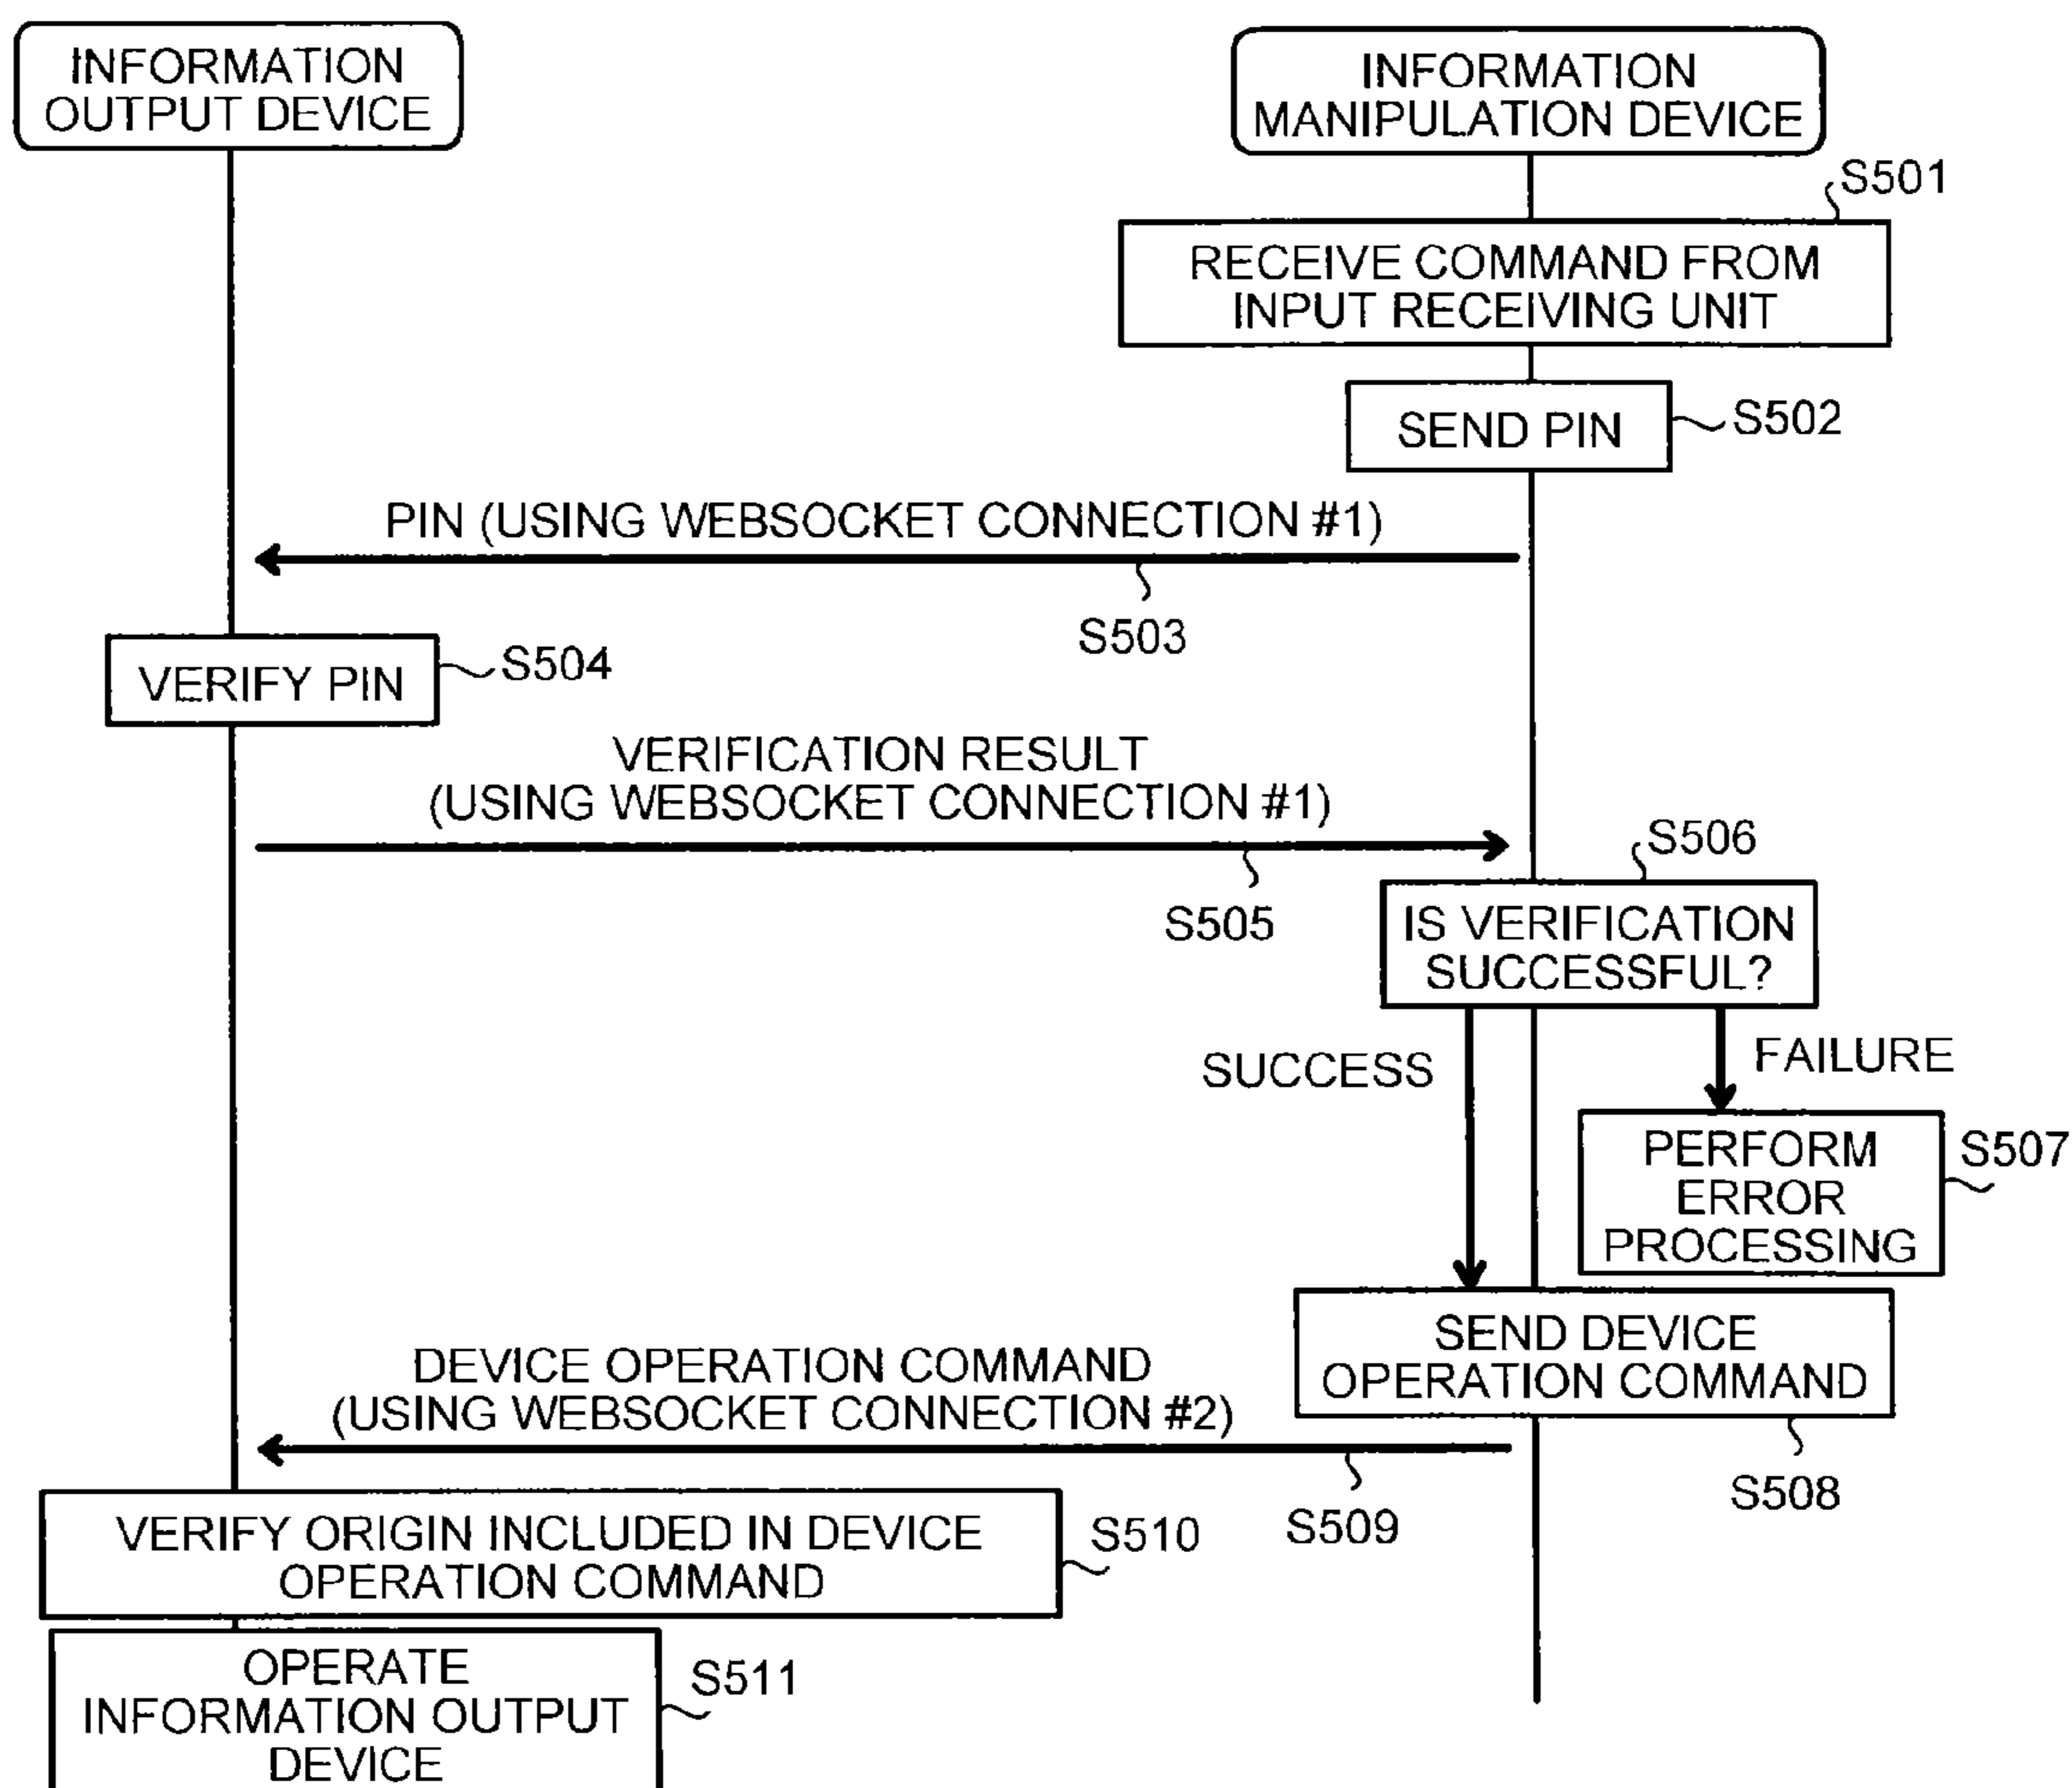 INFORMATION
OUTPUT DEVICE
INFORMATION
MANIPULATION DEVICE
S501
RECEIVE COMMAND FROM
INPUT RECEIVING UNIT
SEND PIN
S502
PIN (USING WEBSOCKET CONNECTION #1)
S503
VERIFY PIN
S504
VERIFICATION RESULT
(USING WEBSOCKET CONNECTION #1)
S505
S506
IS VERIFICATION
SUCCESSFUL?
SUCCESS
FAILURE
PERFORM
ERROR
PROCESSING
S507
SEND DEVICE
OPERATION COMMAND
S508
DEVICE OPERATION COMMAND
(USING WEBSOCKET CONNECTION #2)
S509
VERIFY ORIGIN INCLUDED IN DEVICE
OPERATION COMMAND
S510
OPERATE
INFORMATION OUTPUT
DEVICE
S511